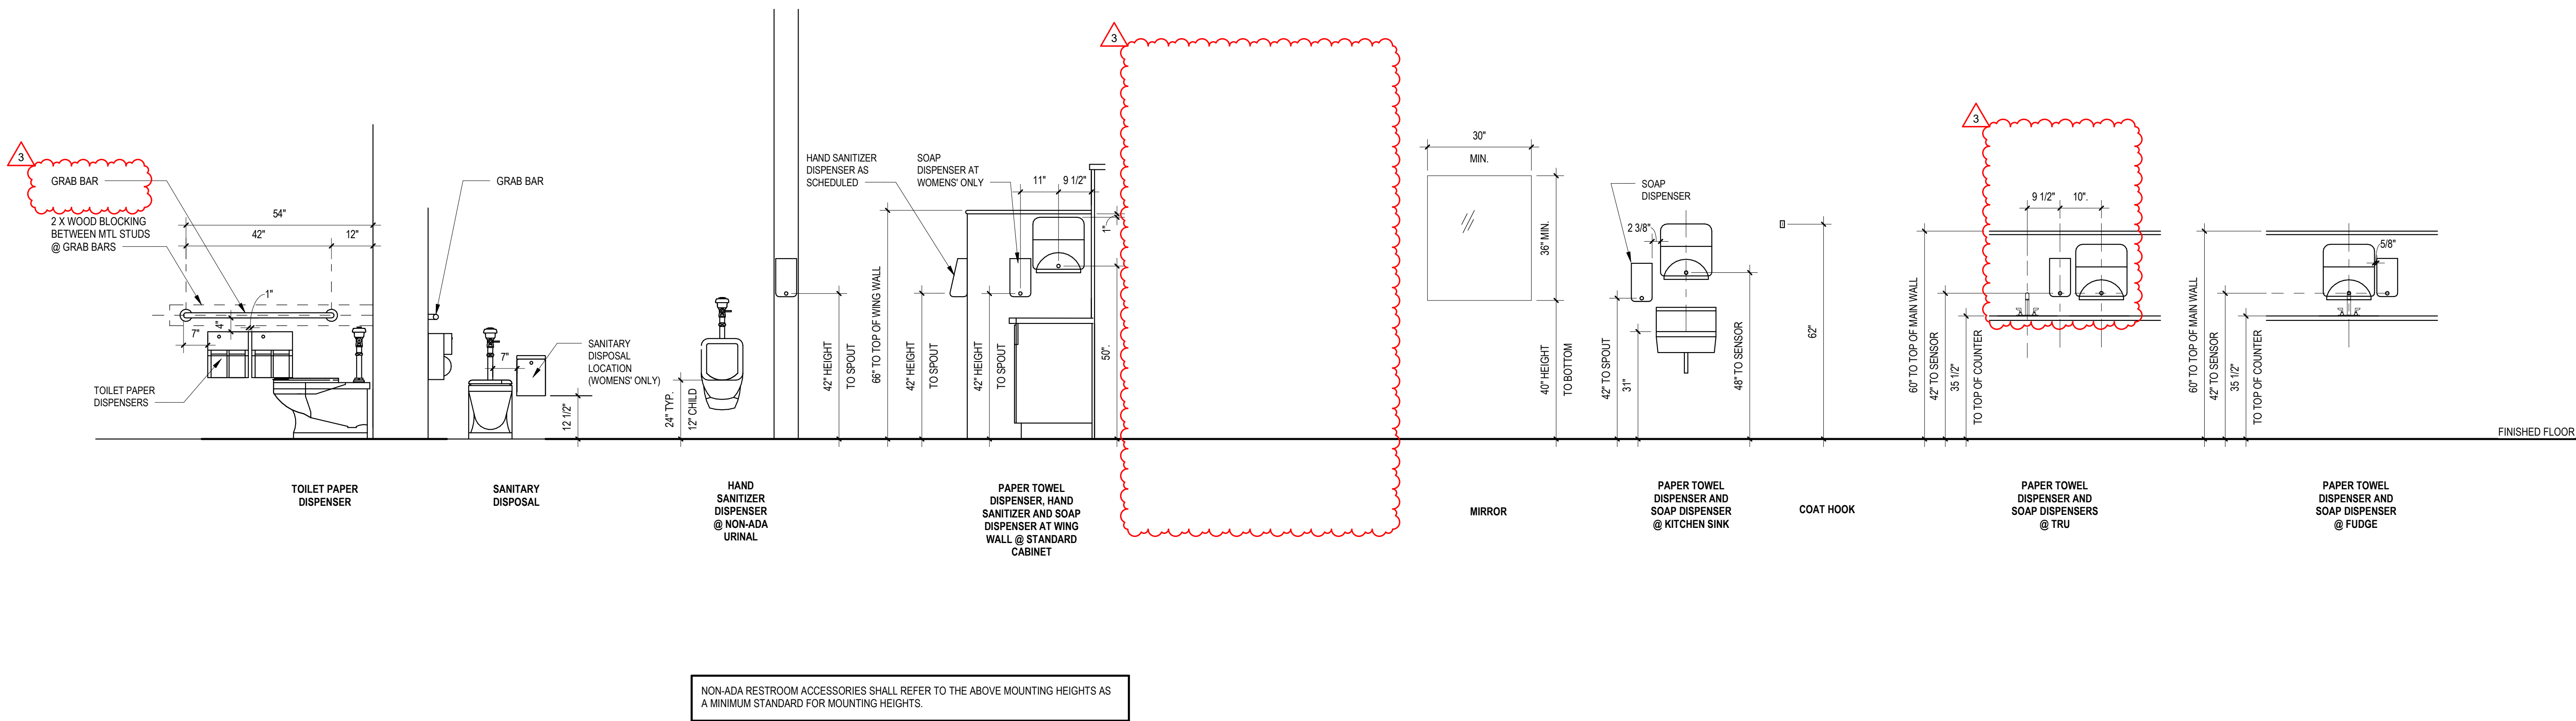 3
GRAB BAR
2 X WOOD BLOCKING
BETWEEN MTL STUDS
@ GRAB BARS
54"
42"
12"
1"
4"
7"
TOILET PAPER
DISPENSERS
TOILET PAPER
DISPENSER
GRAB BAR
7"
SANITARY
DISPOSAL
LOCATION
(WOMENS' ONLY)
12 1/2"
SANITARY
DISPOSAL
24" TYP.
12" CHILD
42" HEIGHT
TO SPOUT
HAND
SANITIZER
DISPENSER
@ NON-ADA
URINAL
HAND SANITIZER
DISPENSER AS
SCHEDULED
SOAP
DISPENSER AT
WOMENS' ONLY
11"
9 1/2"
1"
66" TO TOP OF WING WALL
42" HEIGHT
TO SPOUT
42" HEIGHT
TO SPOUT
50".
PAPER TOWEL
DISPENSER, HAND
SANITIZER AND SOAP
DISPENSER AT WING
WALL @ STANDARD
CABINET
3
30"
MIN.
36" MIN.
40" HEIGHT
TO BOTTOM
MIRROR
SOAP
DISPENSER
2 3/8"
42" TO SPOUT
31"
48" TO SENSOR
PAPER TOWEL
DISPENSER AND
SOAP DISPENSER
@ KITCHEN SINK
62"
COAT HOOK
3
9 1/2"
10".
60" TO TOP OF MAIN WALL
42" TO SENSOR
35 1/2"
TO TOP OF COUNTER
PAPER TOWEL
DISPENSER AND
SOAP DISPENSERS
@ TRU
5/8"
60" TO TOP OF MAIN WALL
42" TO SENSOR
35 1/2"
TO TOP OF COUNTER
PAPER TOWEL
DISPENSER AND
SOAP DISPENSER
@ FUDGE
FINISHED FLOOR
NON-ADA RESTROOM ACCESSORIES SHALL REFER TO THE ABOVE MOUNTING HEIGHTS AS
A MINIMUM STANDARD FOR MOUNTING HEIGHTS.